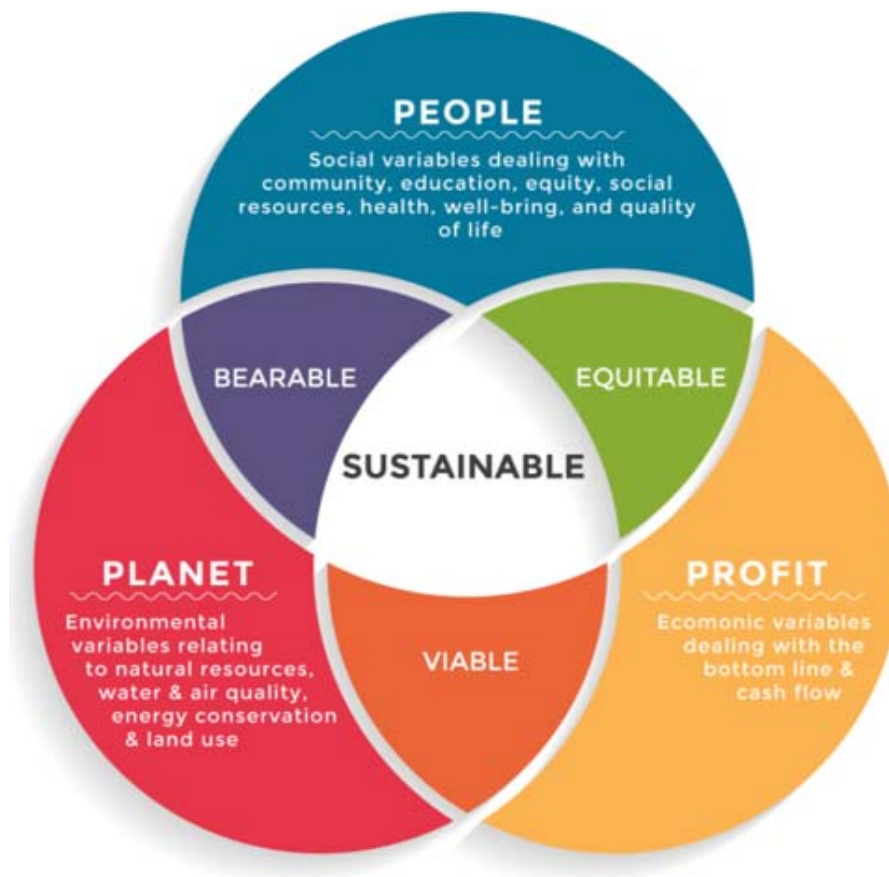 PEOPLE
Social variables dealing with
community, education, equity, social
resources, health, well-bring, and quality
of life
BEARABLE
EQUITABLE
SUSTAINABLE
PLANET
Environmental
variables relating
to natural resources,
water & air quality,
energy conservation
& land use
VIABLE
PROFIT
Ecomonic variables
dealing with the
bottom line &
cash flow